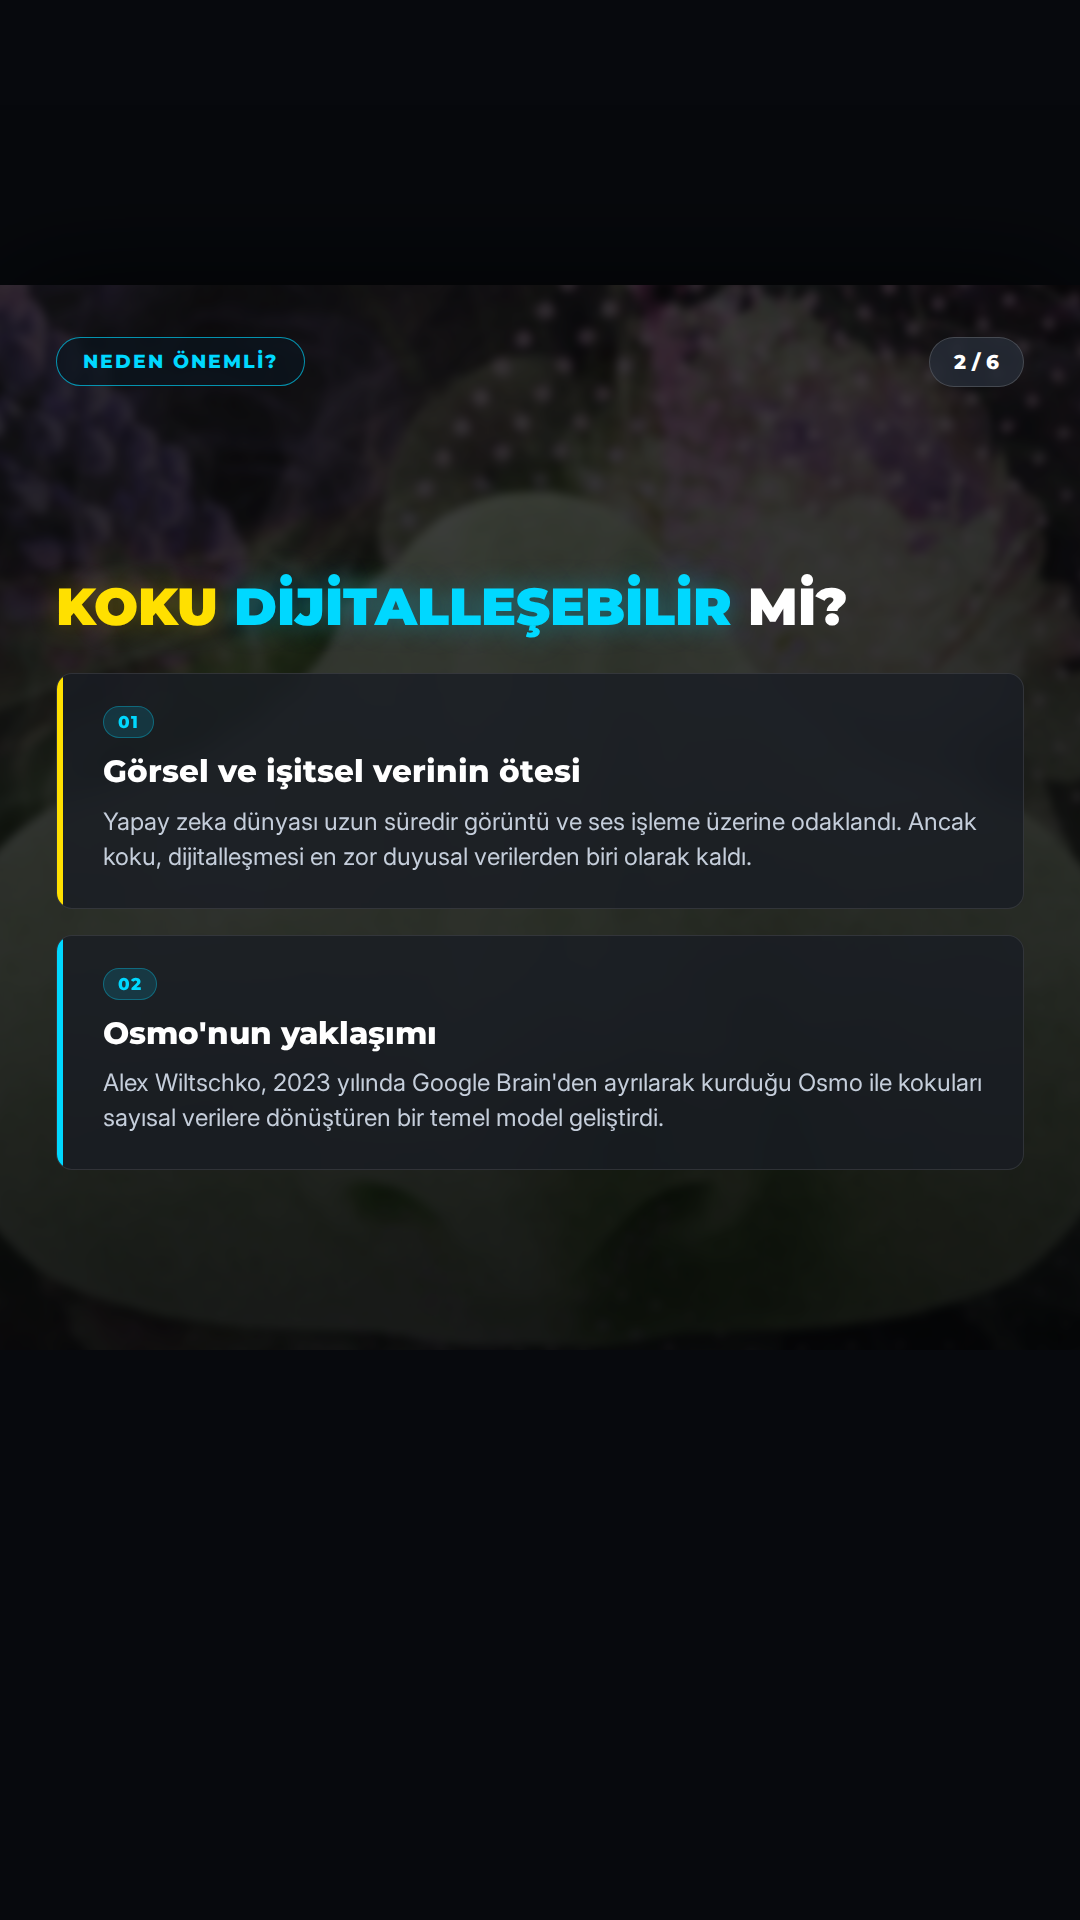 NEDEN ÖNEMLİ?
2 / 6
KOKU DİJİTALLEŞEBİLİR Mİ?
01
Görsel ve işitsel verinin ötesi
Yapay zeka dünyası uzun süredir görüntü ve ses işleme üzerine odaklandı. Ancak
koku, dijitalleşmesi en zor duyusal verilerden biri olarak kaldı.
02
Osmo'nun yaklaşımı
Alex Wiltschko, 2023 yılında Google Brain'den ayrılarak kurduğu Osmo ile kokuları
sayısal verilere dönüştüren bir temel model geliştirdi.